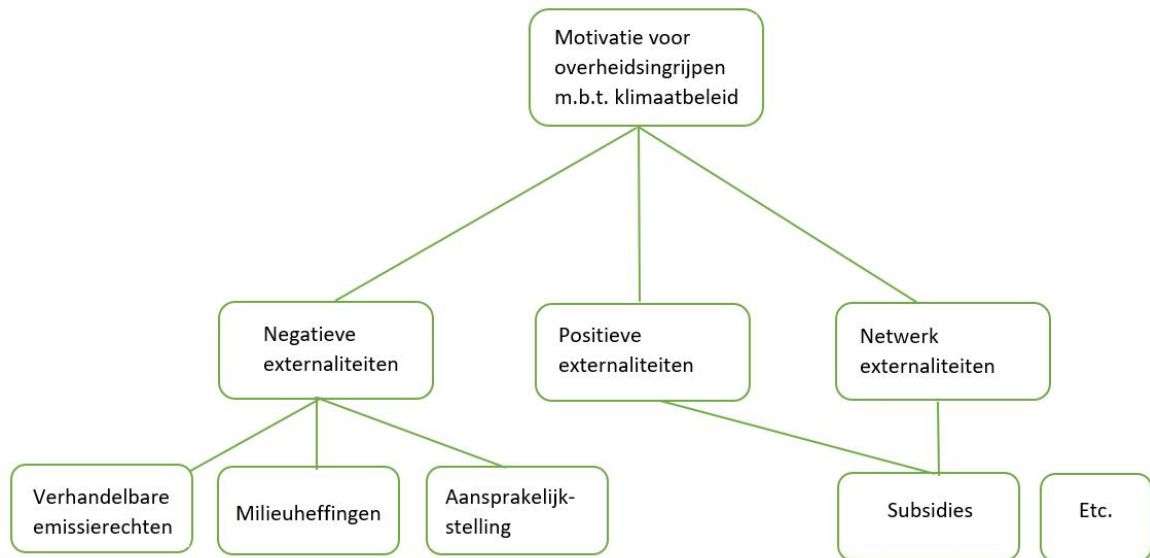 Motivatie voor
overheidsingrijpen
m.b.t. klimaatbeleid
Negatieve
externaliteiten
Positieve
externaliteiten
Netwerk
externaliteiten
Verhandelbare
emissierechten
Milieuheffingen
Aansprakelijk-
stelling
Subsidies
Etc.